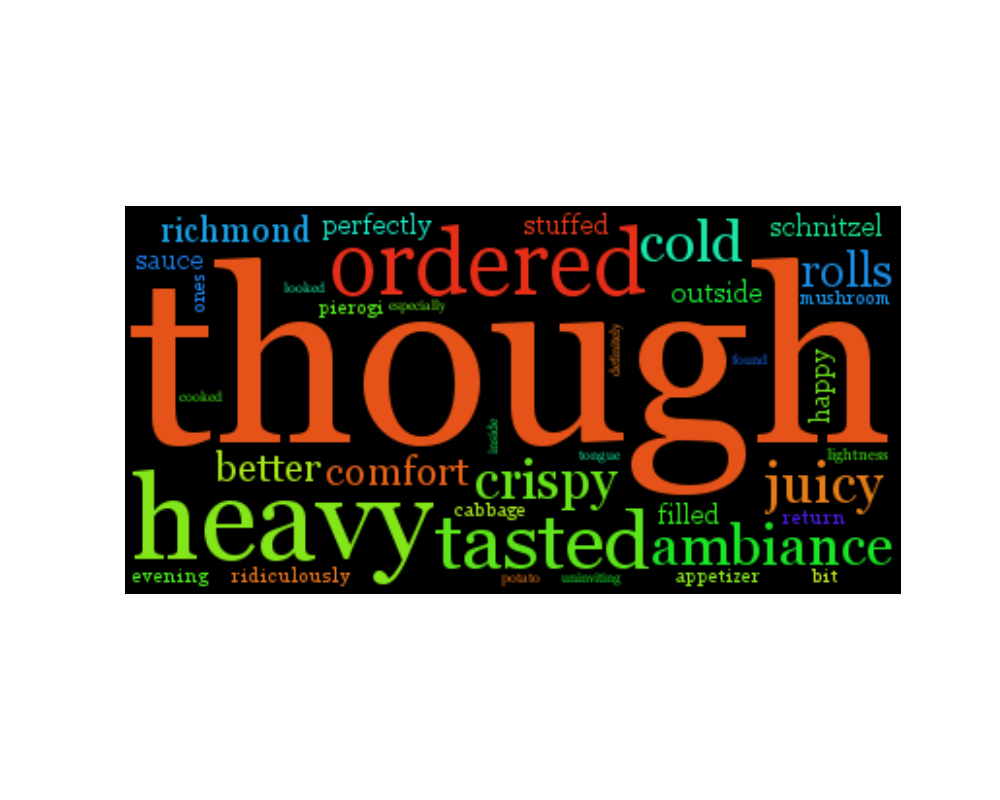 richmond perfectly stuffed cold schnitzel
sauce ordered rolls
ones looked outside mushroom
pierogi especially
though
definitely found happy
cooked
inside tongue lightness
better comfort crispy juicy
heavy cabbage filled return
tasted ambiance
evening ridiculously potato uninviting appetizer bit